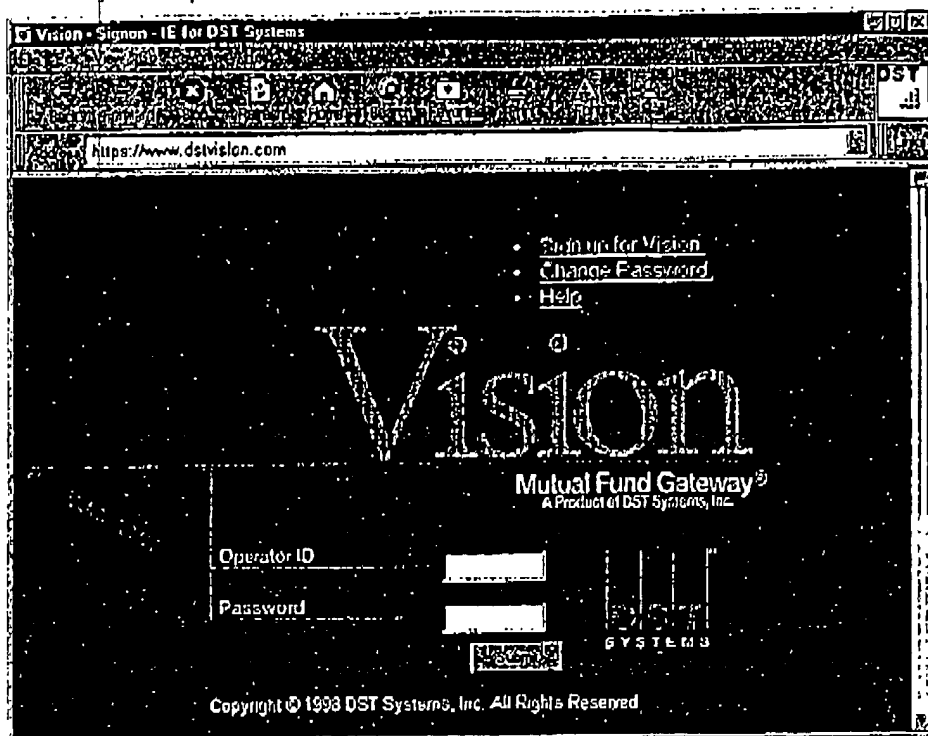 Vision - Signon - IE for DST Systems
DST
https://www.dstvision.com
Sign up for Vision
Change Password
Help
Vision
Mutual Fund Gateway®
A Product of DST Systems, Inc.
Operator ID
Password
SYSTEMS
Copyright © 1998 DST Systems, Inc. All Rights Reserved